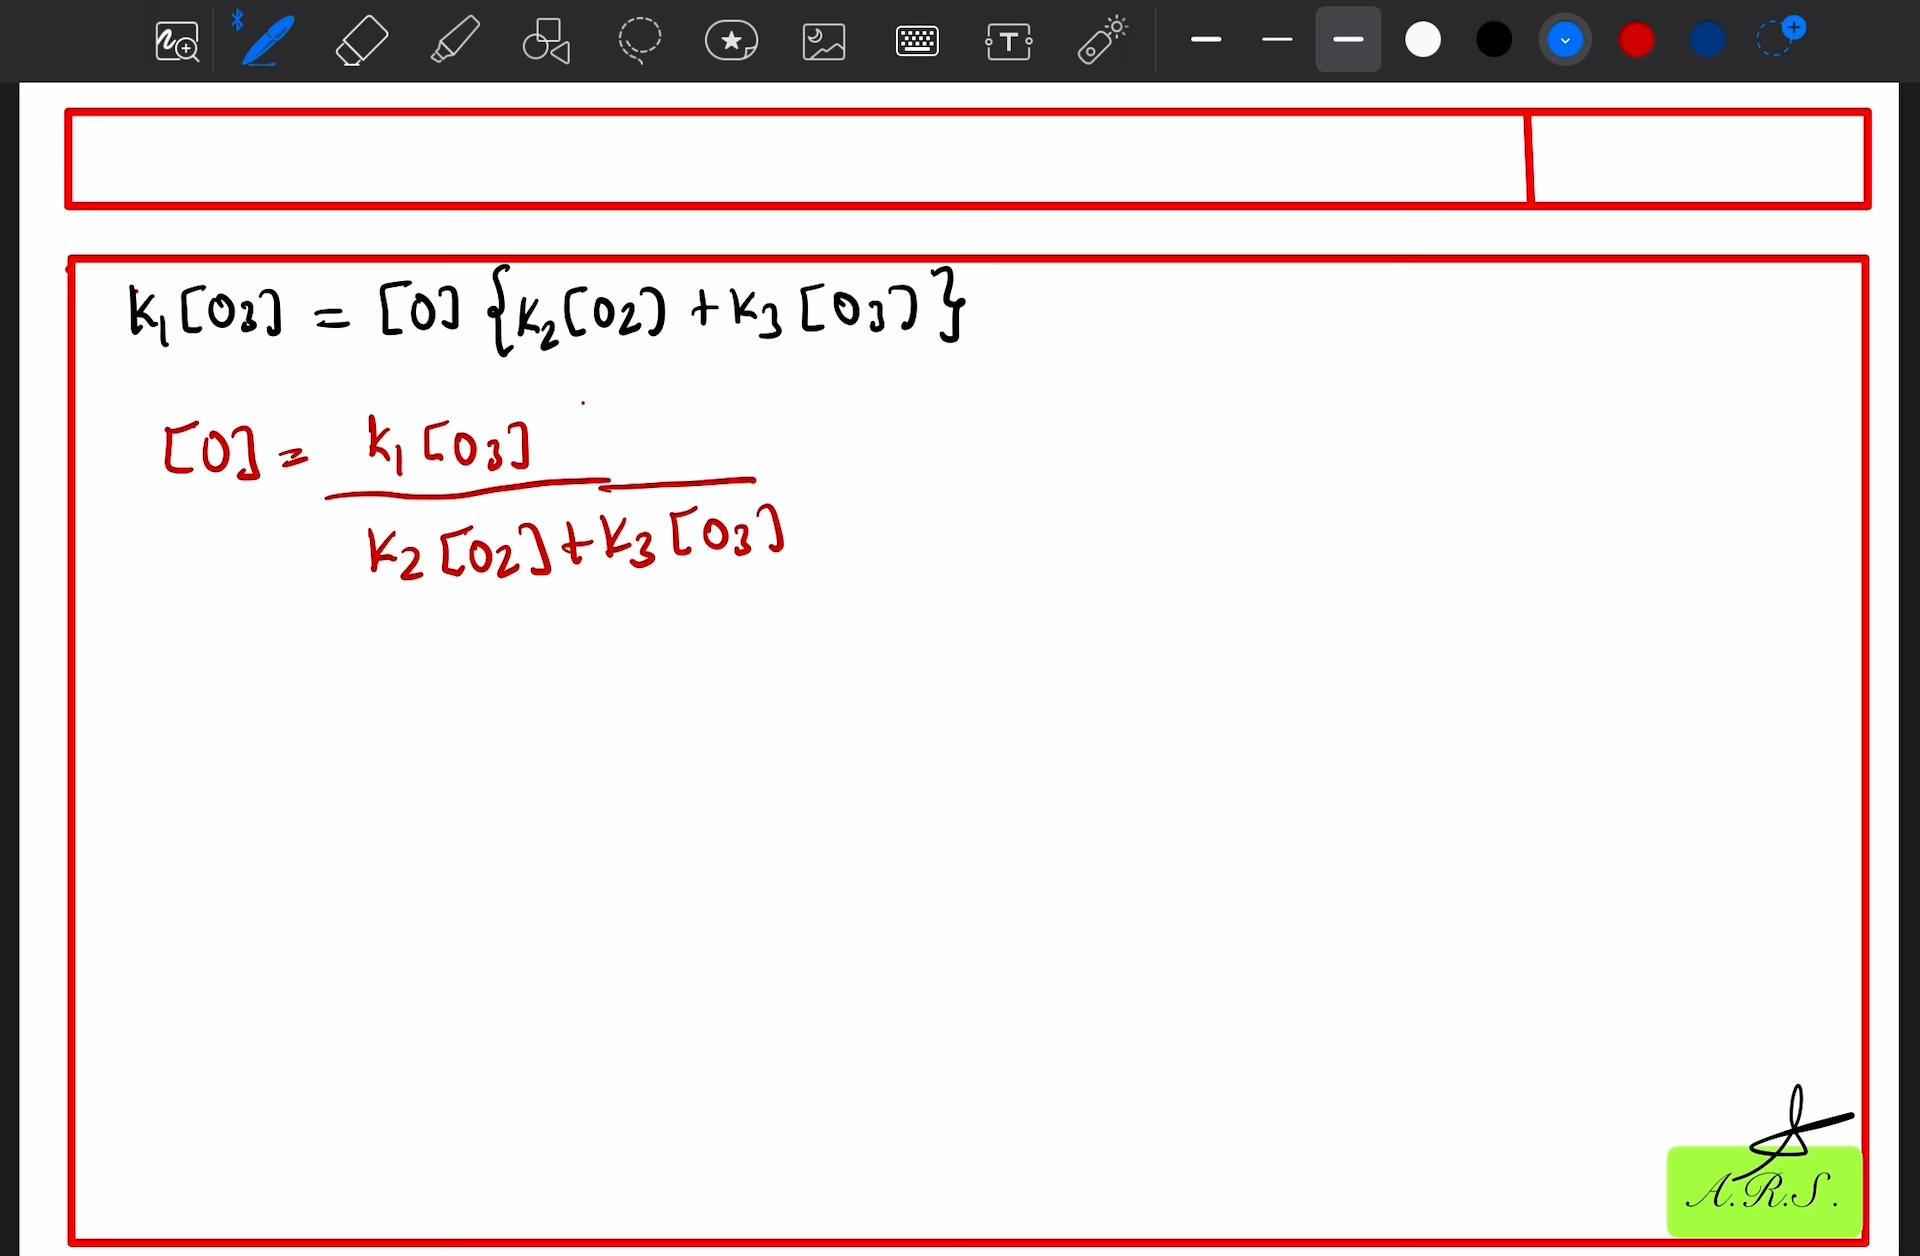 K₁[O₃] = [O] {K₂[O₂) + K₃[O₃)}
[O] = K₁[O₃]
K₂[O₂] + K₃[O₃]
A.R.S.